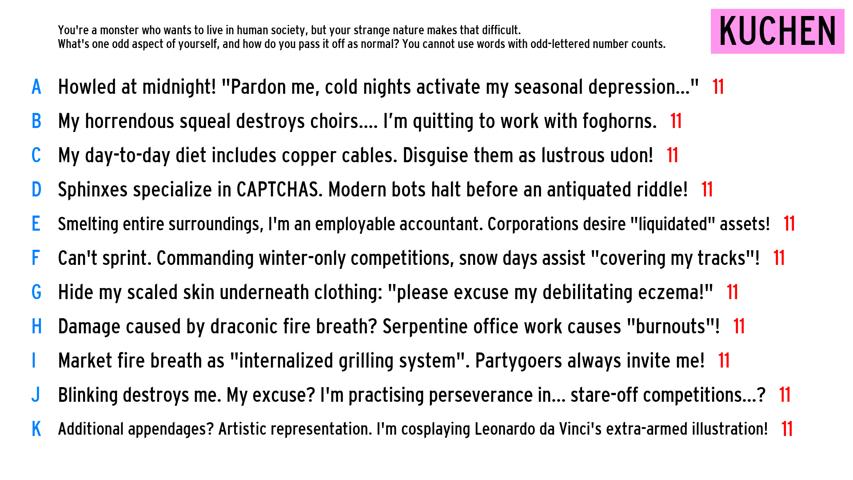 You're a monster who wants to live in human society, but your strange nature makes that difficult.
What's one odd aspect of yourself, and how do you pass it off as normal? You cannot use words with odd-lettered number counts.
KUCHEN
A Howled at midnight! "Pardon me, cold nights activate my seasonal depression..." 11
B My horrendous squeal destroys choirs.... I'm quitting to work with foghorns. 11
C My day-to-day diet includes copper cables. Disguise them as lustrous udon! 11
D Sphinxes specialize in CAPTCHAS. Modern bots halt before an antiquated riddle! 11
E Smelting entire surroundings, I'm an employable accountant. Corporations desire "liquidated" assets! 11
F Can't sprint. Commanding winter-only competitions, snow days assist "covering my tracks"! 11
G Hide my scaled skin underneath clothing: "please excuse my debilitating eczema!" 11
H Damage caused by draconic fire breath? Serpentine office work causes "burnouts"! 11
I Market fire breath as "internalized grilling system". Partygoers always invite me! 11
J Blinking destroys me. My excuse? I'm practising perseverance in... stare-off competitions...? 11
K Additional appendages? Artistic representation. I'm cosplaying Leonardo da Vinci's extra-armed illustration! 11